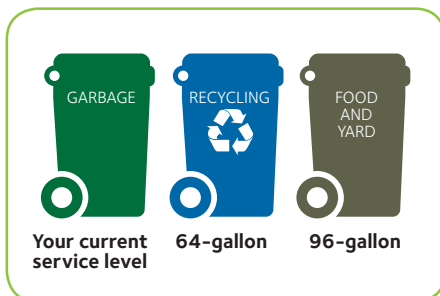 GARBAGE
RECYCLING
FOOD
AND
YARD
Your current
service level
64-gallon
96-gallon